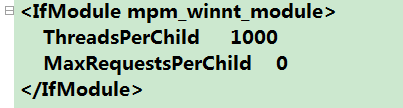 <IfModule mpm_winnt_module>
ThreadsPerChild 1000
MaxRequestsPerChild 0
</IfModule>